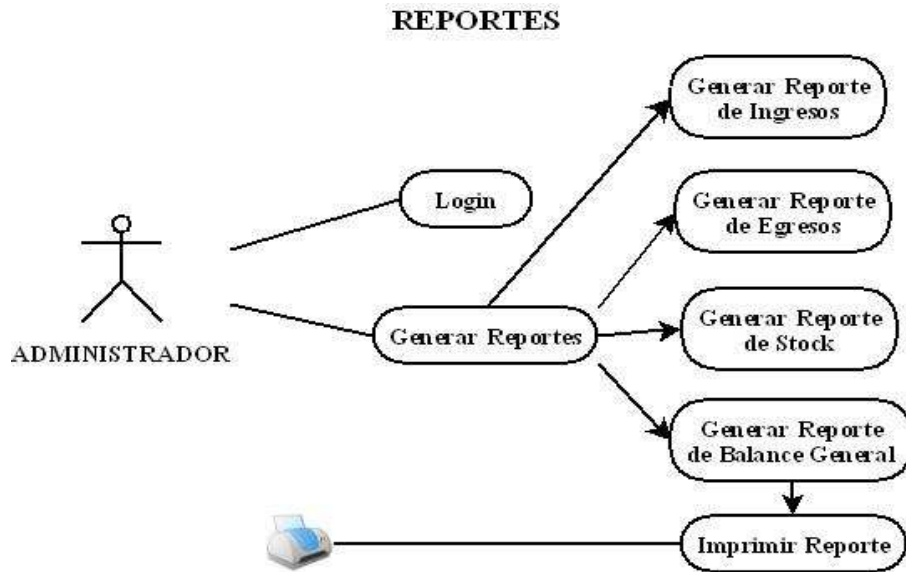 REPORTES
Generar Reporte
de Ingresos
Login
Generar Reporte
de Egresos
ADMINISTRADOR
Generar Reportes
Generar Reporte
de Stock
Generar Reporte
de Balance General
Imprimir Reporte